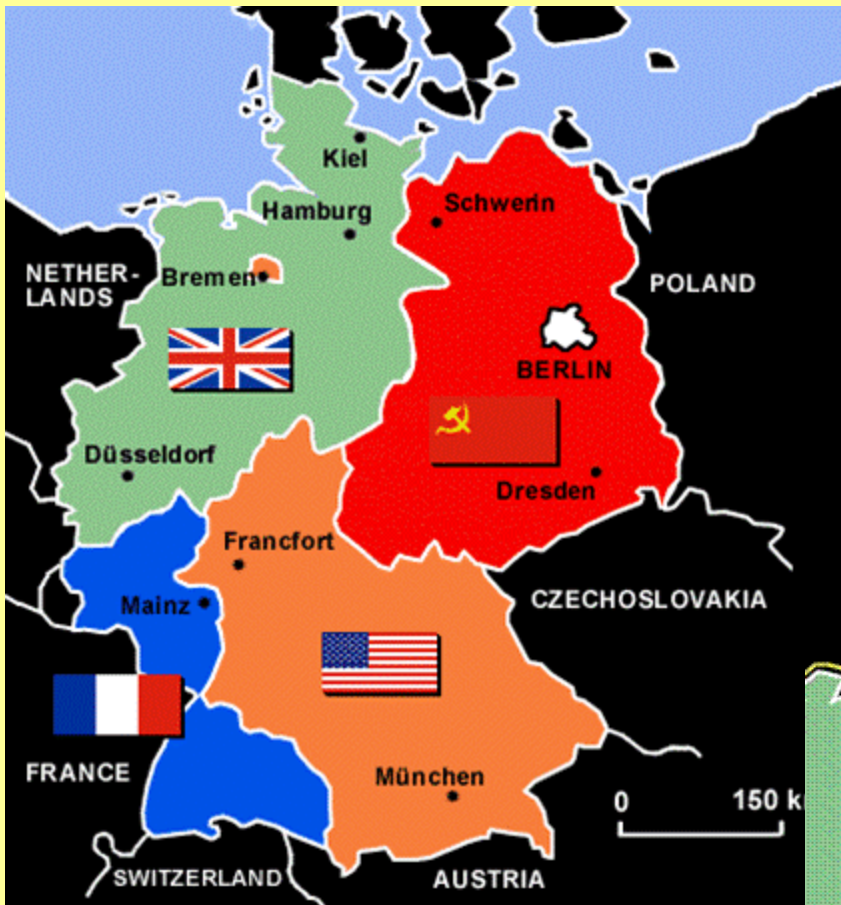 Kiel
Schwerin
Hamburg
NETHER-
LANDS
Bremen
POLAND
BERLIN
Düsseldorf
Dresden
Francfort
Mainz
CZECHOSLOVAKIA
FRANCE
München
0 150 k
SWITZERLAND
AUSTRIA